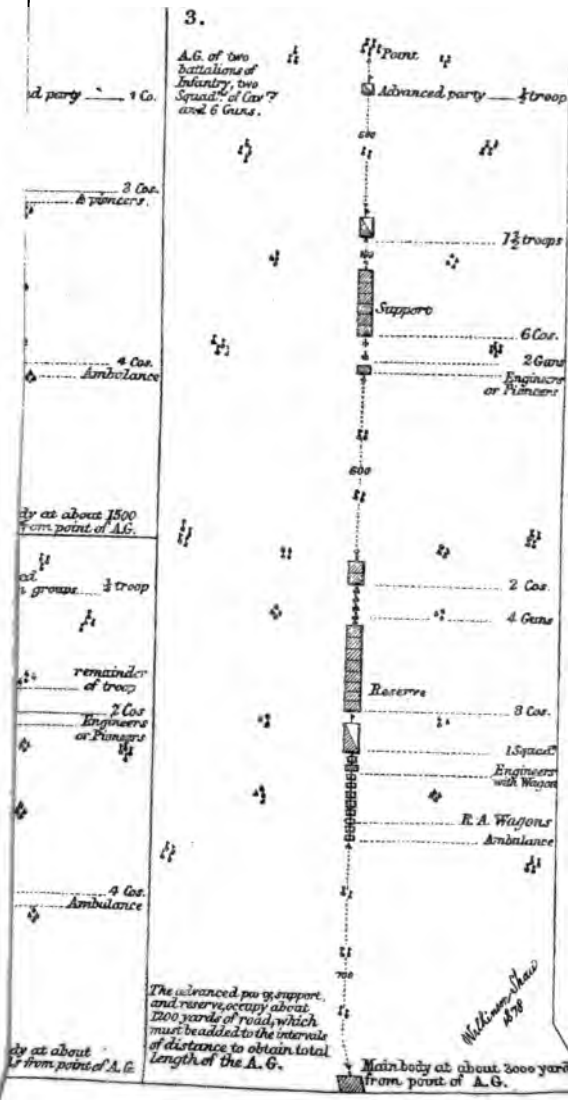 3.
A.G. of two
battalions of
Infantry, two
Squadⁿˢ of Cavʸ
and 6 Guns.
Point
Advanced party ½ troop
600
1½ troops
100
Support
6 Cos.
2 Guns
Engineers
or Pioneers
600
2 Cos.
4 Guns
Reserve
8 Cos.
1 Squadⁿ
Engineers
with Wagon
R.A. Wagons
Ambulance
700
The advanced party, support,
and reserve, occupy about
1200 yards of road, which
must be added to the intervals
of distance to obtain total
length of the A.G.
Main body at about 3000 yard
from point of A.G.
Wilkinson Shaw
1878
party 1 Co.
3 Cos.
& pioneers.
4 Cos.
Ambulance
dy at about 1500
from point of A.G.
groups ½ troop
remainder
of troop
2 Cos
Engineers
or Pioneers
4 Cos.
Ambulance
dy at about
from point of A.G.